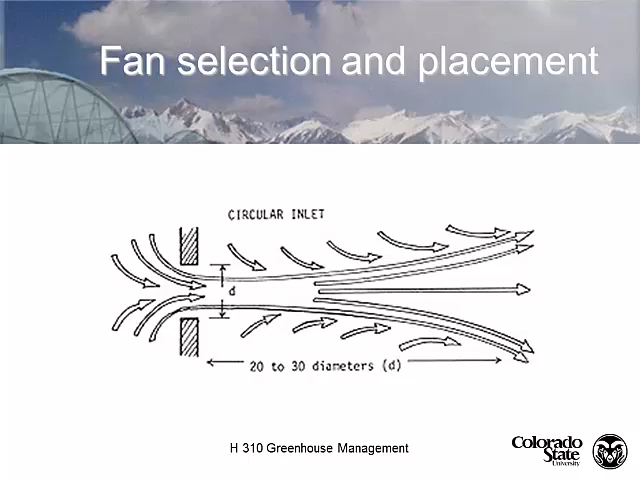 Fan selection and placement
CIRCULAR INLET
d
20 to 30 diameters (d)
H 310 Greenhouse Management
Colorado
State
University